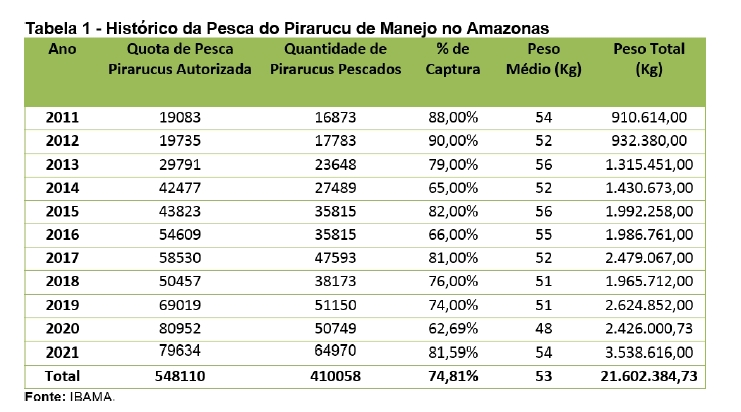 Tabela 1 - Histórico da Pesca do Pirarucu de Manejo no Amazonas
Ano Quota de Pesca Pirarucus Autorizada Quantidade de Pirarucus Pescados % de Captura Peso Médio (Kg) Peso Total (Kg)
2011 19083 16873 88,00% 54 910.614,00
2012 19735 17783 90,00% 52 932.380,00
2013 29791 23648 79,00% 56 1.315.451,00
2014 42477 27489 65,00% 52 1.430.673,00
2015 43823 35815 82,00% 56 1.992.258,00
2016 54609 35815 66,00% 55 1.986.761,00
2017 58530 47593 81,00% 52 2.479.067,00
2018 50457 38173 76,00% 51 1.965.712,00
2019 69019 51150 74,00% 51 2.624.852,00
2020 80952 50749 62,69% 48 2.426.000,73
2021 79634 64970 81,59% 54 3.538.616,00
Total 548110 410058 74,81% 53 21.602.384,73
Fonte: IBAMA.